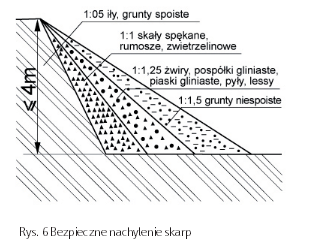 1:05 iły, grunty spoiste
1:1 skały spękane,
rumosze, zwietrzelinowe
1:1,25 żwiry, pospółki gliniaste,
piaski gliniaste, pyły, lessy
1:1,5 grunty niespoiste
≤ 4m
Rys. 6 Bezpieczne nachylenie skarp